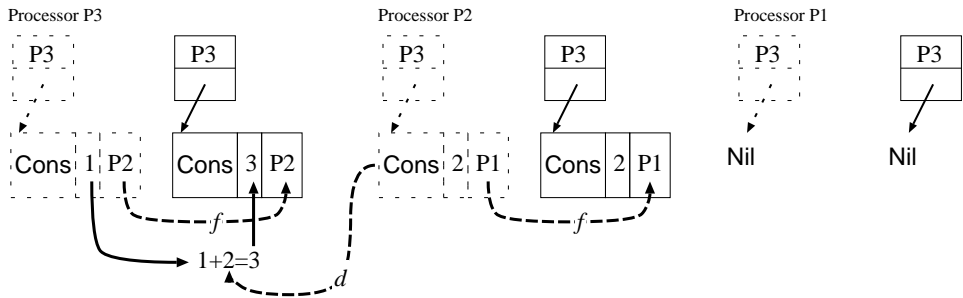 Processor P3 Processor P2 Processor P1
P3 P3 P3 P3 P3 P3
Cons 1 P2 Cons 3 P2 Cons 2 P1 Cons 2 P1 Nil Nil
f f
1+2=3
d